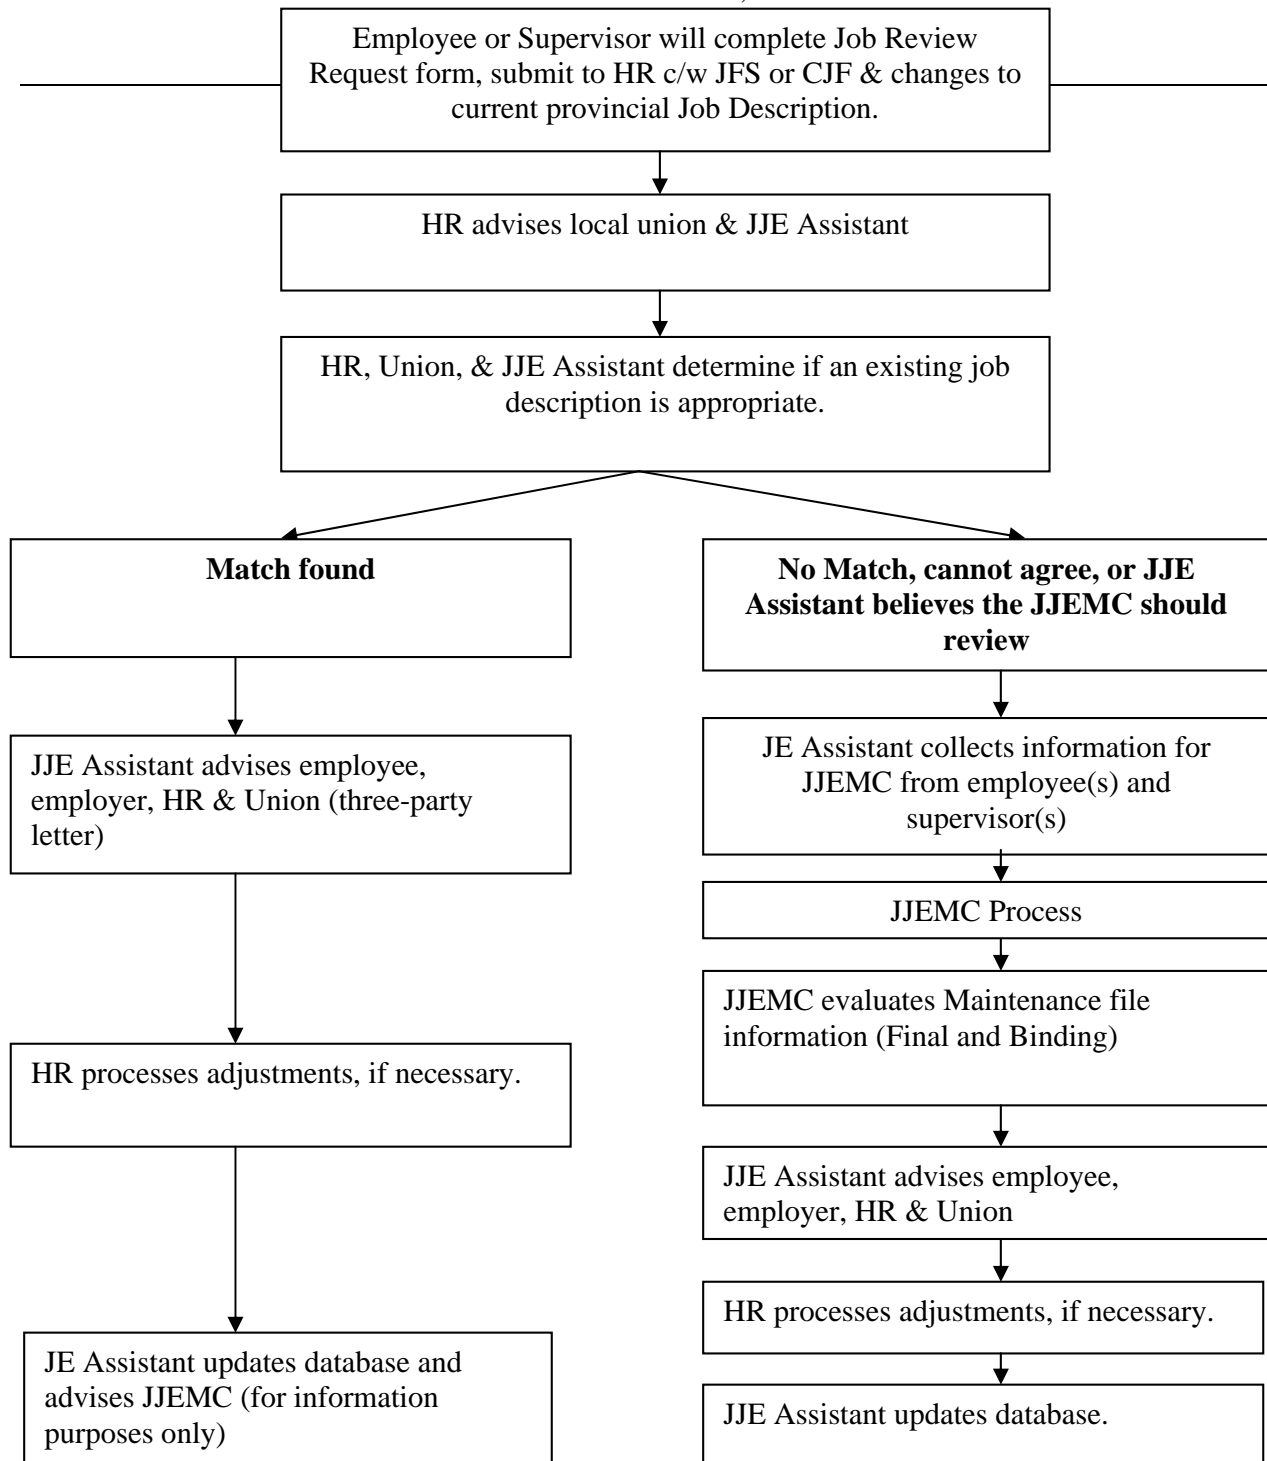 Employee or Supervisor will complete Job Review
Request form, submit to HR c/w JFS or CJF & changes to
current provincial Job Description.
HR advises local union & JJE Assistant
HR, Union, & JJE Assistant determine if an existing job
description is appropriate.
Match found
No Match, cannot agree, or JJE
Assistant believes the JJEMC should
review
JJE Assistant advises employee,
employer, HR & Union (three-party
letter)
JE Assistant collects information for
JJEMC from employee(s) and
supervisor(s)
JJEMC Process
JJEMC evaluates Maintenance file
information (Final and Binding)
HR processes adjustments, if necessary.
JJE Assistant advises employee,
employer, HR & Union
HR processes adjustments, if necessary.
JE Assistant updates database and
advises JJEMC (for information
purposes only)
JJE Assistant updates database.